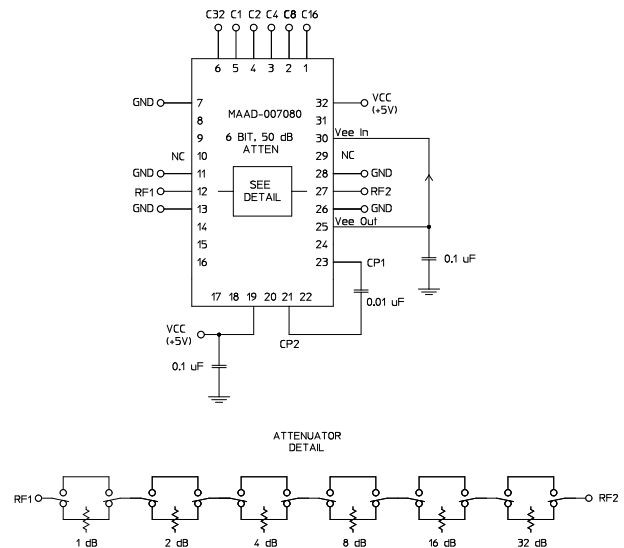 C32 C1 C2 C4 C8 C16
6 5 4 3 2 1
GND 7
8
9
NC 10
GND 11
RF1 12
GND 13
14
15
16
MAAD-007080
6 BIT, 50 dB
ATTEN
SEE
DETAIL
32 VCC
(+5V)
31
30 Vee In
29 NC
28 GND
27 RF2
26 GND
25 Vee Out
24
23 CP1
0.1 uF
0.01 uF
17 18 19 20 21 22
VCC
(+5V)
CP2
0.1 uF
ATTENUATOR
DETAIL
RF1 RF2
1 dB 2 dB 4 dB 8 dB 16 dB 32 dB